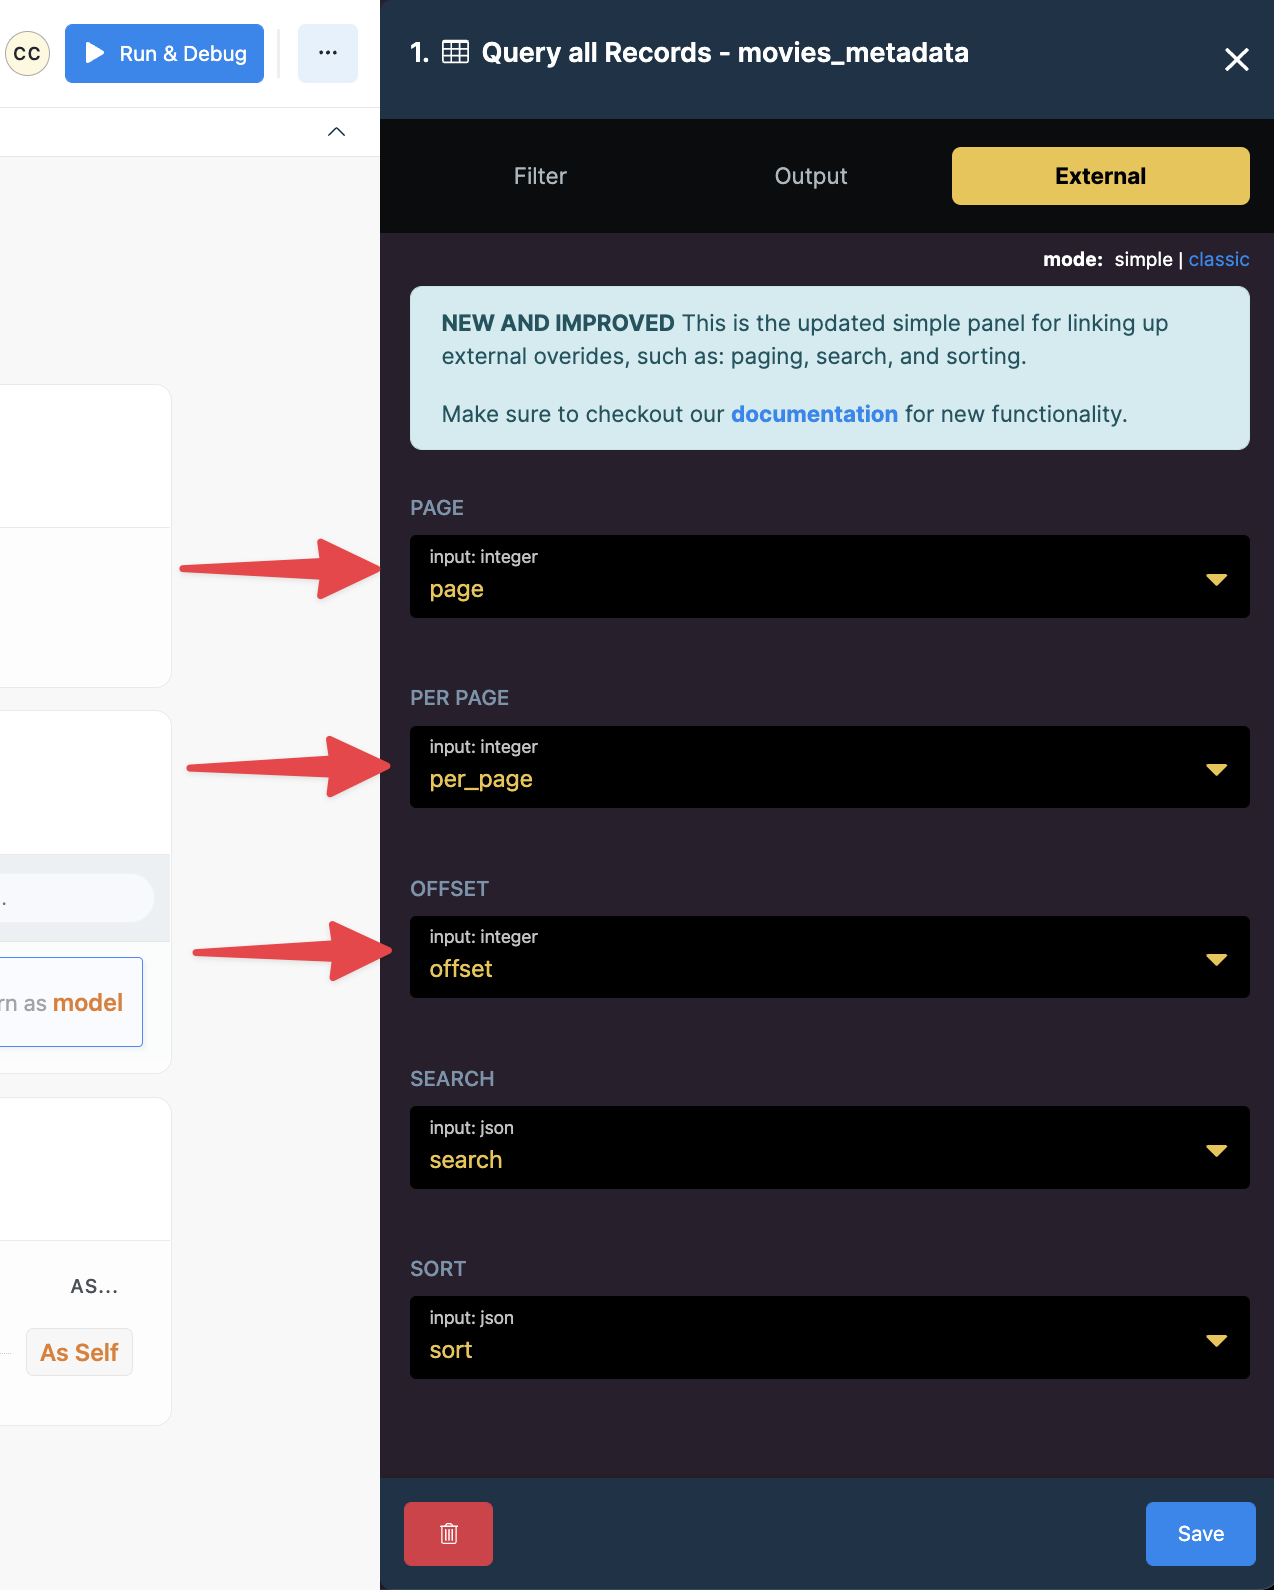 CC
Run & Debug
...
1. Query all Records - movies_metadata
Filter
Output
External
mode: simple | classic
NEW AND IMPROVED This is the updated simple panel for linking up
external overides, such as: paging, search, and sorting.
Make sure to checkout our documentation for new functionality.
PAGE
input: integer
page
PER PAGE
input: integer
per_page
.
OFFSET
input: integer
offset
rn as model
SEARCH
input: json
search
AS...
SORT
input: json
sort
As Self
Save